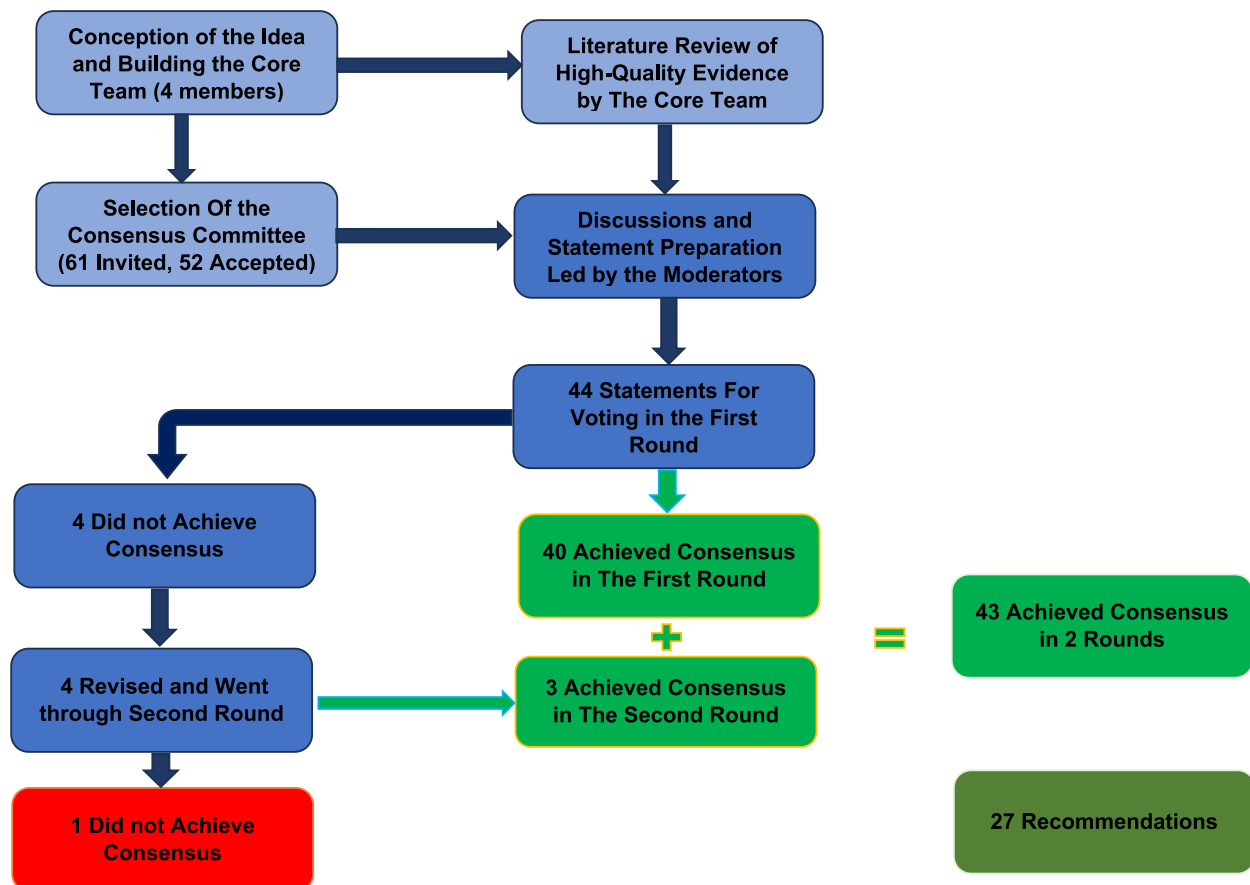 Conception of the Idea
and Building the Core
Team (4 members)
Literature Review of
High-Quality Evidence
by The Core Team
Selection Of the
Consensus Committee
(61 Invited, 52 Accepted)
Discussions and
Statement Preparation
Led by the Moderators
44 Statements For
Voting in the First
Round
4 Did not Achieve
Consensus
40 Achieved Consensus
in The First Round
+
=
43 Achieved Consensus
in 2 Rounds
4 Revised and Went
through Second Round
3 Achieved Consensus
in The Second Round
1 Did not Achieve
Consensus
27 Recommendations